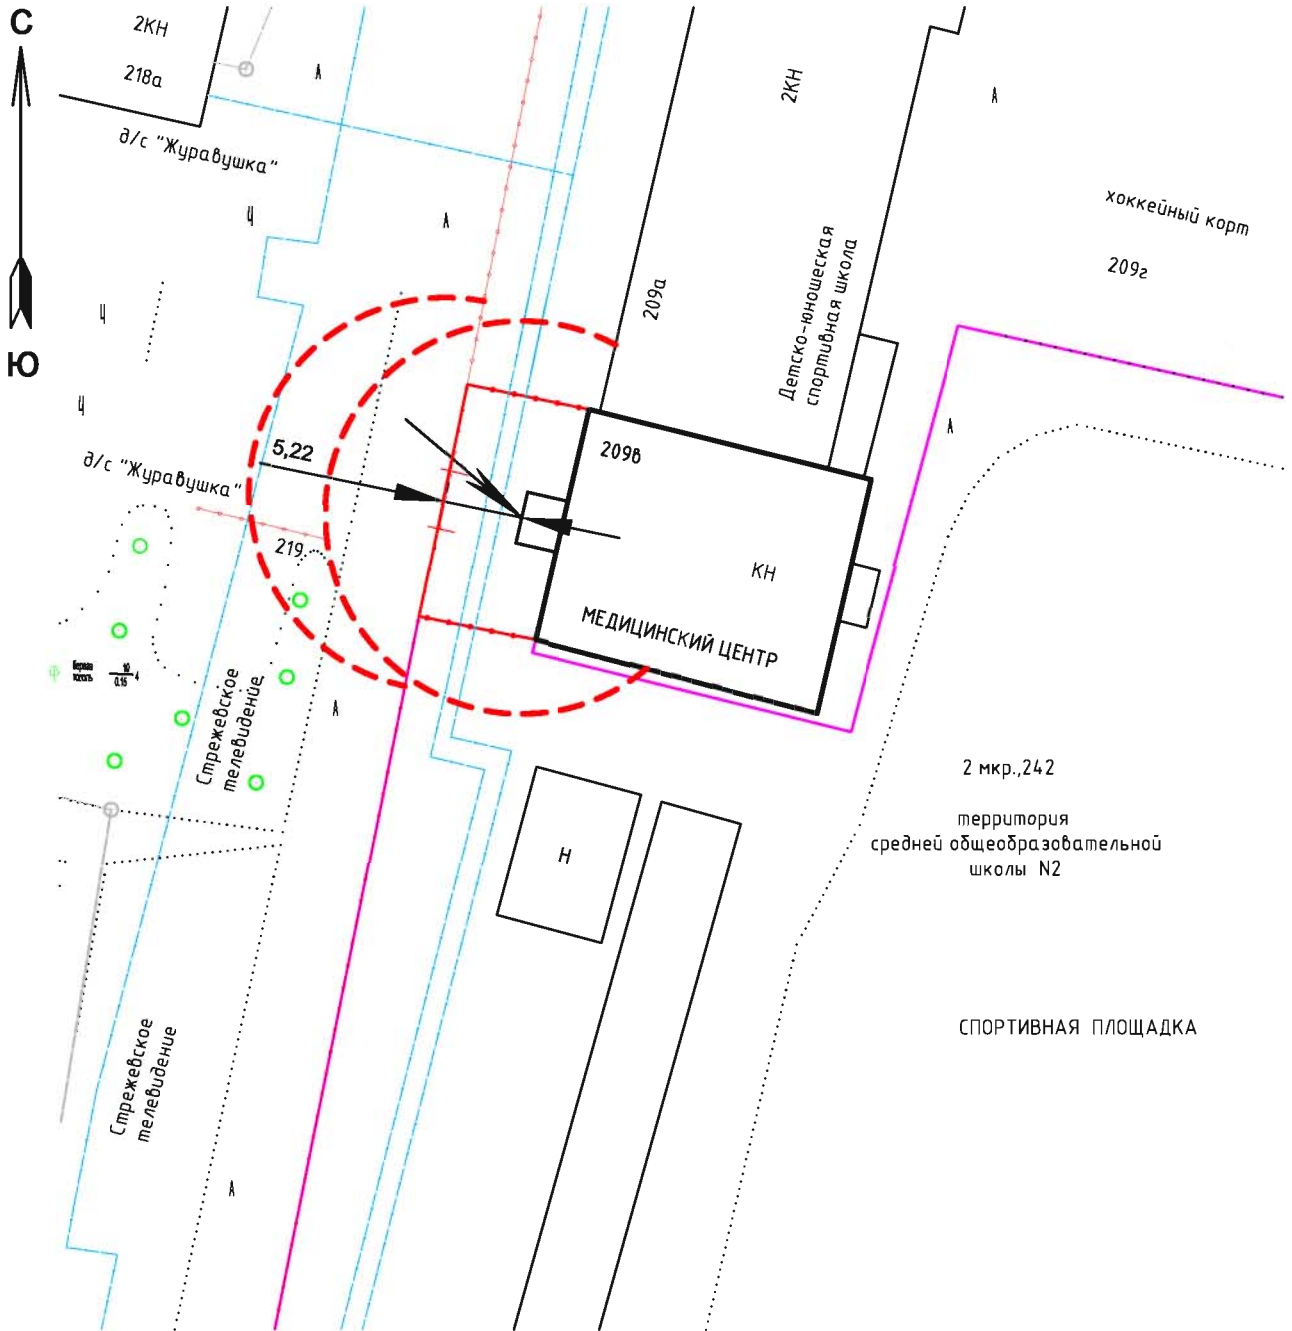 С
Ю
2КН
218а
д/с "Журавушка"
А
А
Ц
Ц
Ц
2КН
А
хоккейный корт
209г
209а
Детско-юношеская
спортивная школа
А
5,22
209в
д/с "Журавушка"
219
КН
МЕДИЦИНСКИЙ ЦЕНТР
А
Стрежевское
телевидение
2 мкр.,242
территория
средней общеобразовательной
школы N2
Н
СПОРТИВНАЯ ПЛОЩАДКА
Стрежевское
телевидение
А